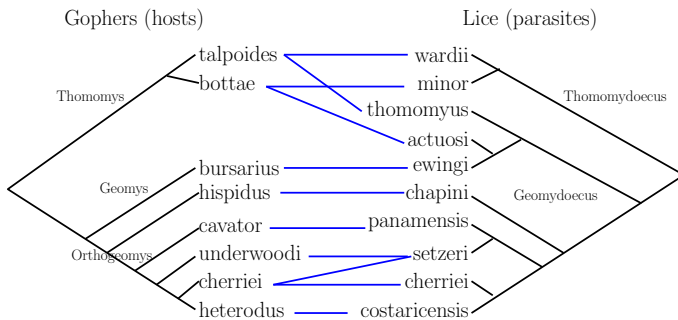 Gophers (hosts) Lice (parasites)
talpoides wardii
bottae minor
Thomomys Thomomydoecus
thomomyus
actuosi
bursarius ewingi
Geomys
hispidus chapini
Geomydoecus
cavator panamensis
Orthogeomys underwoodi setzeri
cherriei cherriei
heterodus costaricensis